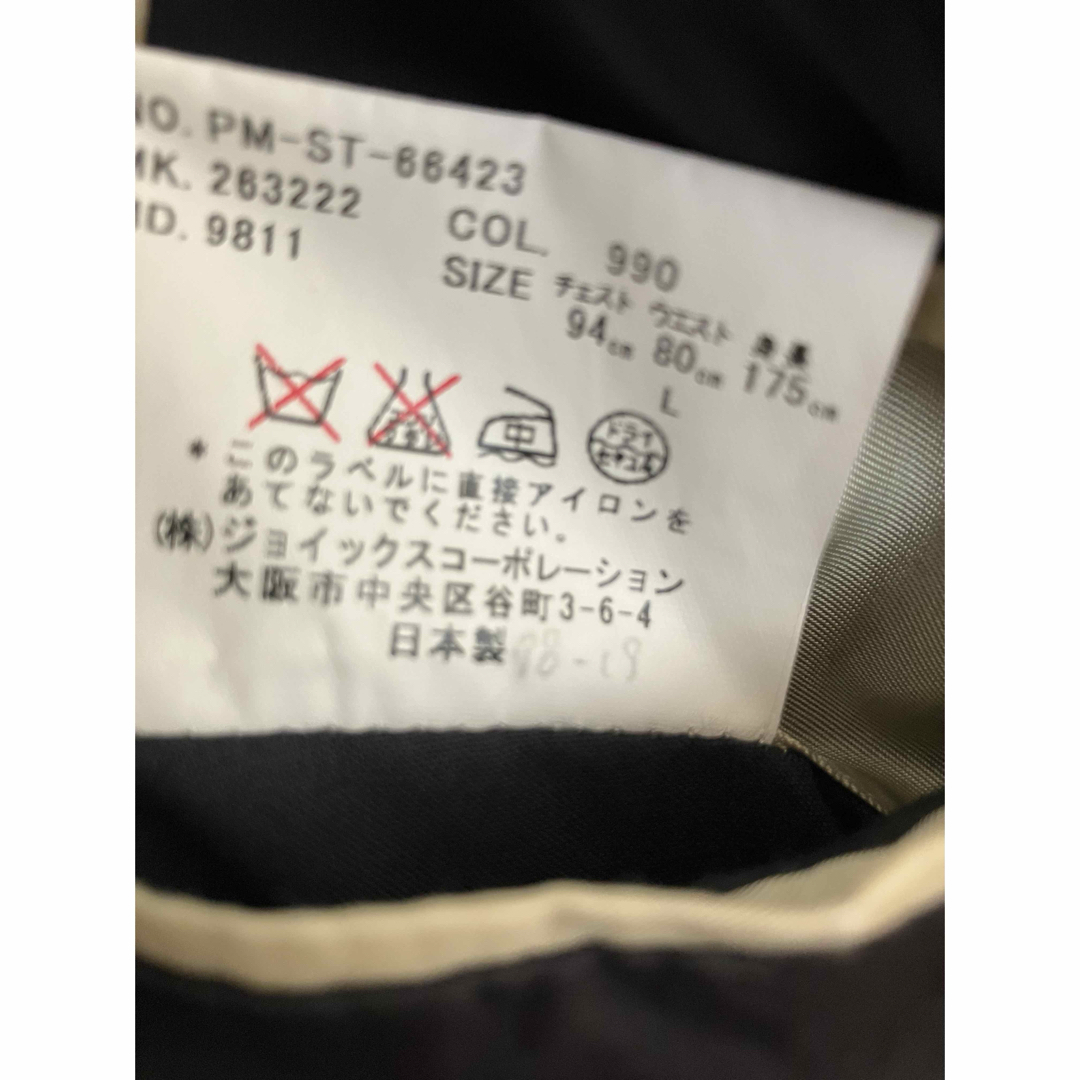 NO. PM-ST-66423
MK. 263222
ID. 9811
COL. 990
SIZE チェスト ウエスト 身長
94cm 80cm 175cm
L
中
ドライ
セキユ系
* このラベルに直接アイロンを
あてないでください。
(株)ジョイックスコーポレーション
大阪市中央区谷町3-6-4
日本製